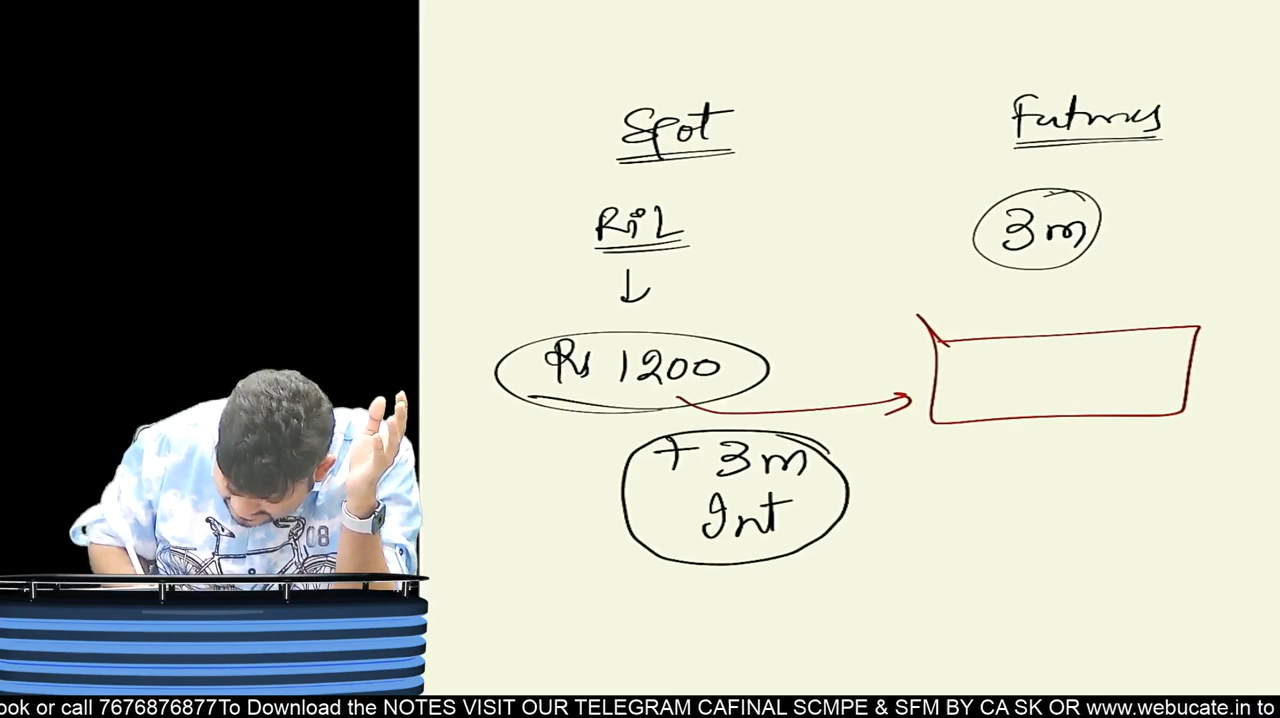 Spot
Futures
RiL
3m
Rs 1200
+ 3m
Int
08
ook or call 7676876877To Download the NOTES VISIT OUR TELEGRAM CAFINAL SCMPE & SFM BY CA SK OR www.webucate.in to